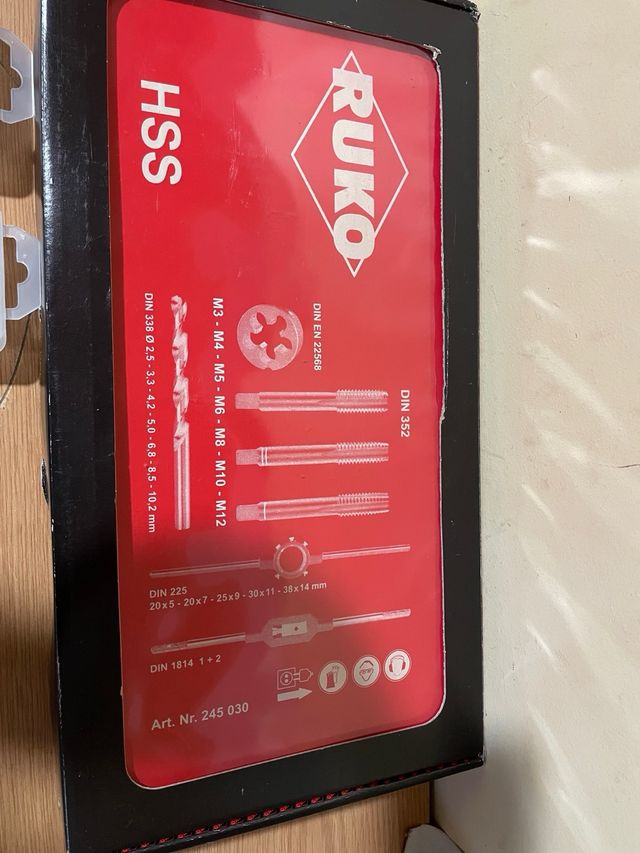 RUKO
HSS
DIN EN 22568
DIN 352
M3 - M4 - M5 - M6 - M8 - M10 - M12
DIN 338 Ø 2,5 - 3,3 - 4,2 - 5,0 - 6,8 - 8,5 - 10,2 mm
DIN 225
20x5 - 20x7 - 25x9 - 30x11 - 38x14 mm
DIN 1814 1 + 2
Art. Nr. 245 030